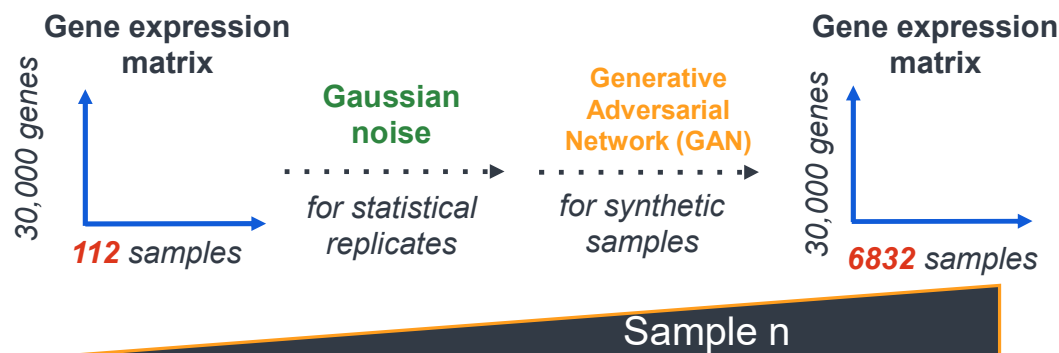 Gene expression
matrix
30,000 genes
112 samples
Gaussian
noise
for statistical
replicates
Generative
Adversarial
Network (GAN)
for synthetic
samples
Gene expression
matrix
30,000 genes
6832 samples
Sample n